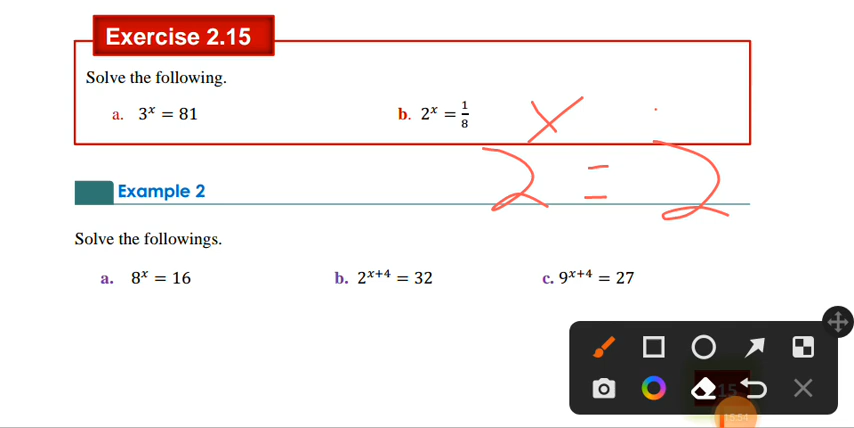 Exercise 2.15
Solve the following.
a. 3ˣ = 81 b. 2ˣ = 1/8
2ˣ = 2
Example 2
Solve the followings.
a. 8ˣ = 16 b. 2ˣ⁺⁴ = 32 c. 9ˣ⁺⁴ = 27